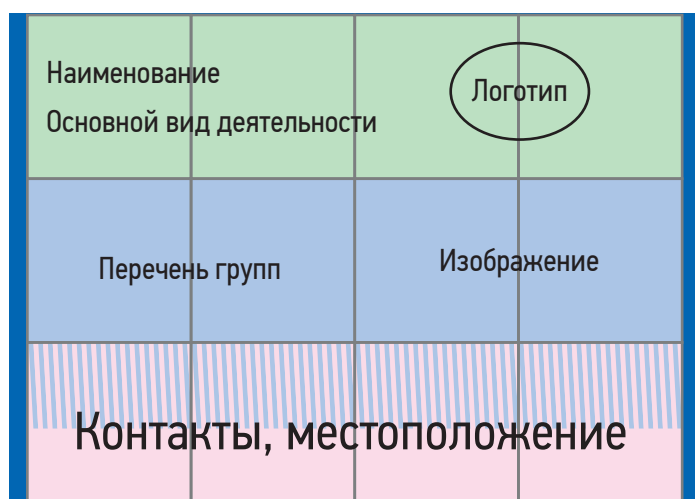 Наименование
Основной вид деятельности
Логотип
Перечень групп
Изображение
Контакты, местоположение